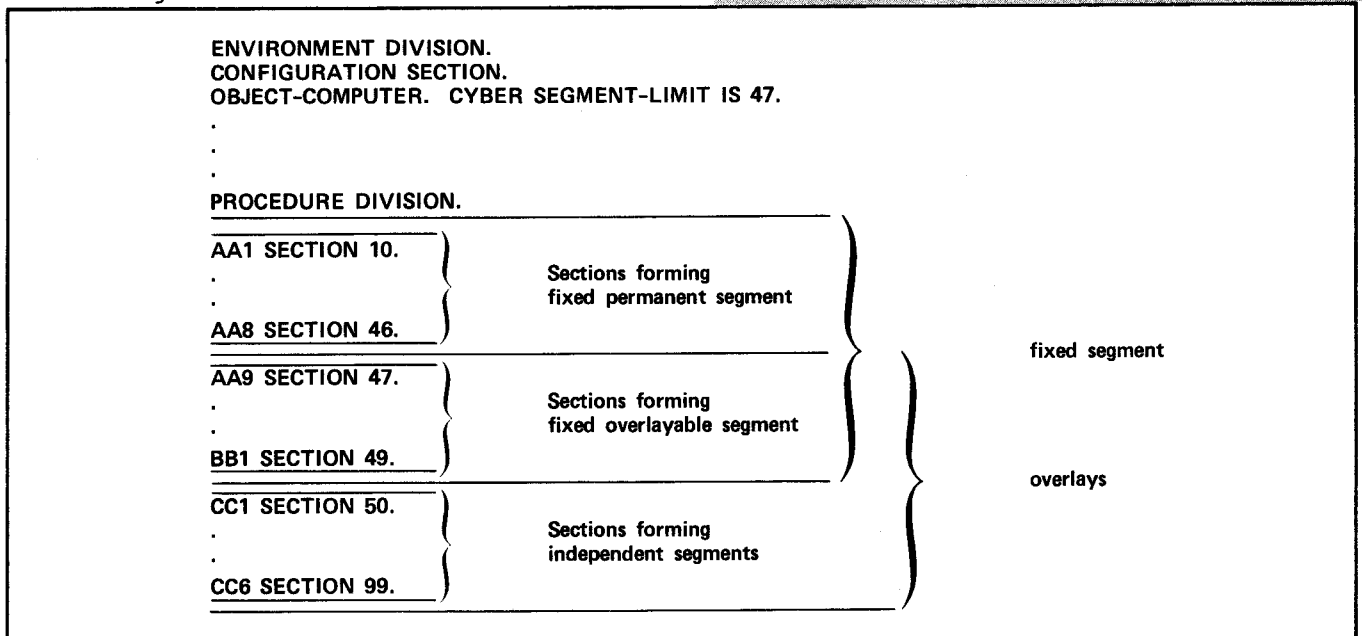 ENVIRONMENT DIVISION.
CONFIGURATION SECTION.
OBJECT-COMPUTER. CYBER SEGMENT-LIMIT IS 47.
.
.
.
PROCEDURE DIVISION.
AA1 SECTION 10.
.
.
AA8 SECTION 46.
Sections forming
fixed permanent segment
AA9 SECTION 47.
.
.
BB1 SECTION 49.
Sections forming
fixed overlayable segment
fixed segment
CC1 SECTION 50.
.
.
CC6 SECTION 99.
Sections forming
independent segments
overlays